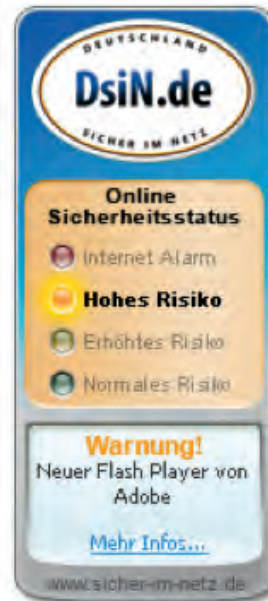 DEUTSCHLAND
DsiN.de
SICHER IM NETZ
Online
Sicherheitsstatus
Internet Alarm
Hohes Risiko
Erhöhtes Risiko
Normales Risiko
Warnung!
Neuer Flash Player von
Adobe
Mehr Infos...
www.sicher-im-netz.de